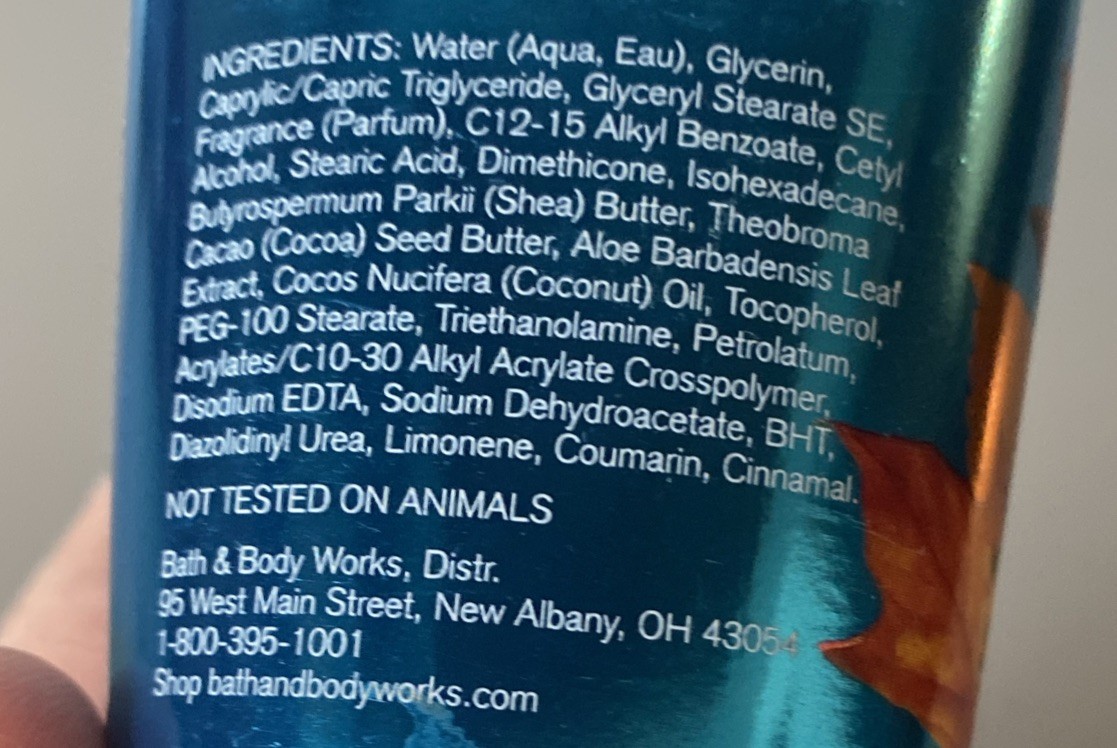 INGREDIENTS: Water (Aqua, Eau), Glycerin,
Caprylic/Capric Triglyceride, Glyceryl Stearate SE,
Fragrance (Parfum), C12-15 Alkyl Benzoate, Cetyl
Alcohol, Stearic Acid, Dimethicone, Isohexadecane,
Butyrospermum Parkii (Shea) Butter, Theobroma
Cacao (Cocoa) Seed Butter, Aloe Barbadensis Leaf
Extract, Cocos Nucifera (Coconut) Oil, Tocopherol,
PEG-100 Stearate, Triethanolamine, Petrolatum,
Acrylates/C10-30 Alkyl Acrylate Crosspolymer,
Disodium EDTA, Sodium Dehydroacetate, BHT,
Diazolidinyl Urea, Limonene, Coumarin, Cinnamal.
NOT TESTED ON ANIMALS
Bath & Body Works, Distr.
95 West Main Street, New Albany, OH 43054
1-800-395-1001
Shop bathandbodyworks.com